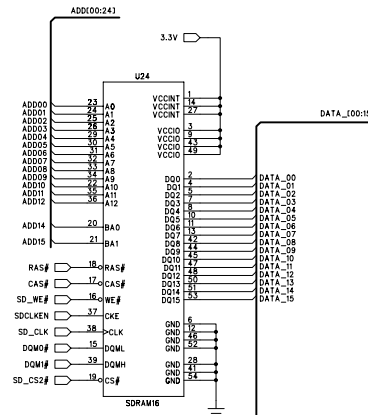 ADD[00:24]
U24
3.3V
DATA_[00:15
VCCINT 1
VCCINT 14
VCCINT 27
VCCIO 3
VCCIO 9
VCCIO 43
VCCIO 49
ADD00 23 A0
ADD01 24 A1
ADD02 25 A2
ADD03 26 A3
ADD04 29 A4
ADD05 30 A5
ADD06 31 A6
ADD07 32 A7
ADD08 33 A8
ADD09 34 A9
ADD10 22 A10
ADD11 35 A11
ADD12 36 A12
ADD14 20 BA0
ADD15 21 BA1
DQ0 2 DATA_00
DQ1 4 DATA_01
DQ2 5 DATA_02
DQ3 7 DATA_03
DQ4 8 DATA_04
DQ5 10 DATA_05
DQ6 11 DATA_06
DQ7 13 DATA_07
DQ8 42 DATA_08
DQ9 44 DATA_09
DQ10 45 DATA_10
DQ11 47 DATA_11
DQ12 48 DATA_12
DQ13 50 DATA_13
DQ14 51 DATA_14
DQ15 53 DATA_15
RAS# 18 RAS#
CAS# 17 CAS#
SD_WE# 16 WE#
SDCLKEN 37 CKE
SD_CLK 38 >CLK
DQM0# 15 DQML
DQM1# 39 DQMH
SD_CS2# 19 CS#
GND 6
GND 12
GND 46
GND 52
GND 28
GND 41
GND 54
SDRAM16